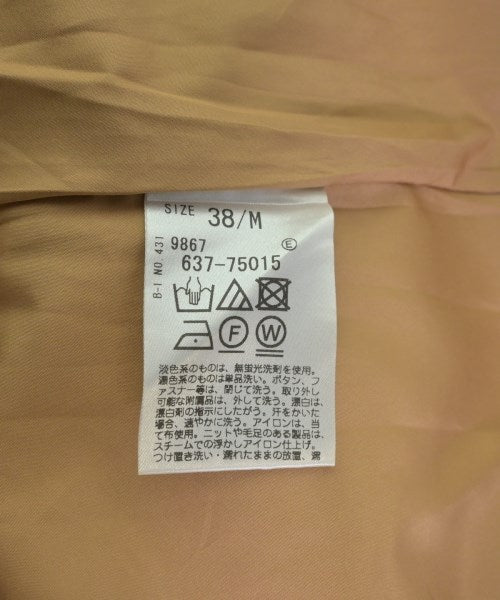 SIZE 38/M
B-I NO 431
9867 Ⓔ
637-75015
F W
淡色系のものは、無蛍光洗剤を使用。
濃色系のものは単品洗い。ボタン、フ
ァスナー等は、閉じて洗う。取り外し
可能な附属品は、外して洗う。漂白は、
漂白剤の指示にしたがう。汗をかいた
場合、速やかに洗う。アイロンは、当
て布使用。ニットや毛足のある製品は、
スチームでの浮かしアイロン仕上げ。
つけ置き洗い・濡れたままの放置、濡